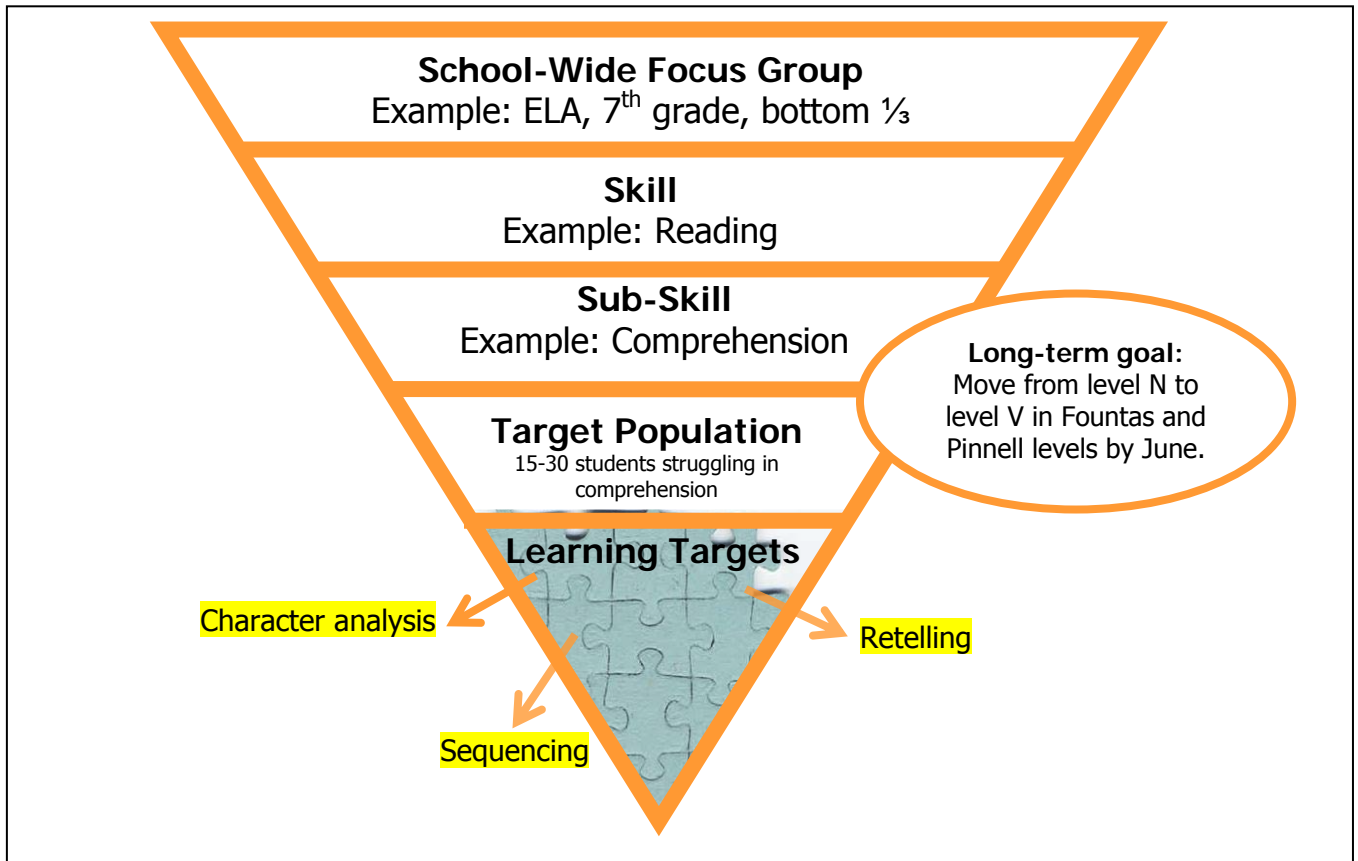 School-Wide Focus Group
Example: ELA, 7th grade, bottom ⅓
Skill
Example: Reading
Sub-Skill
Example: Comprehension
Long-term goal:
Move from level N to
level V in Fountas and
Pinnell levels by June.
Target Population
15-30 students struggling in
comprehension
Learning Targets
Character analysis
Retelling
Sequencing